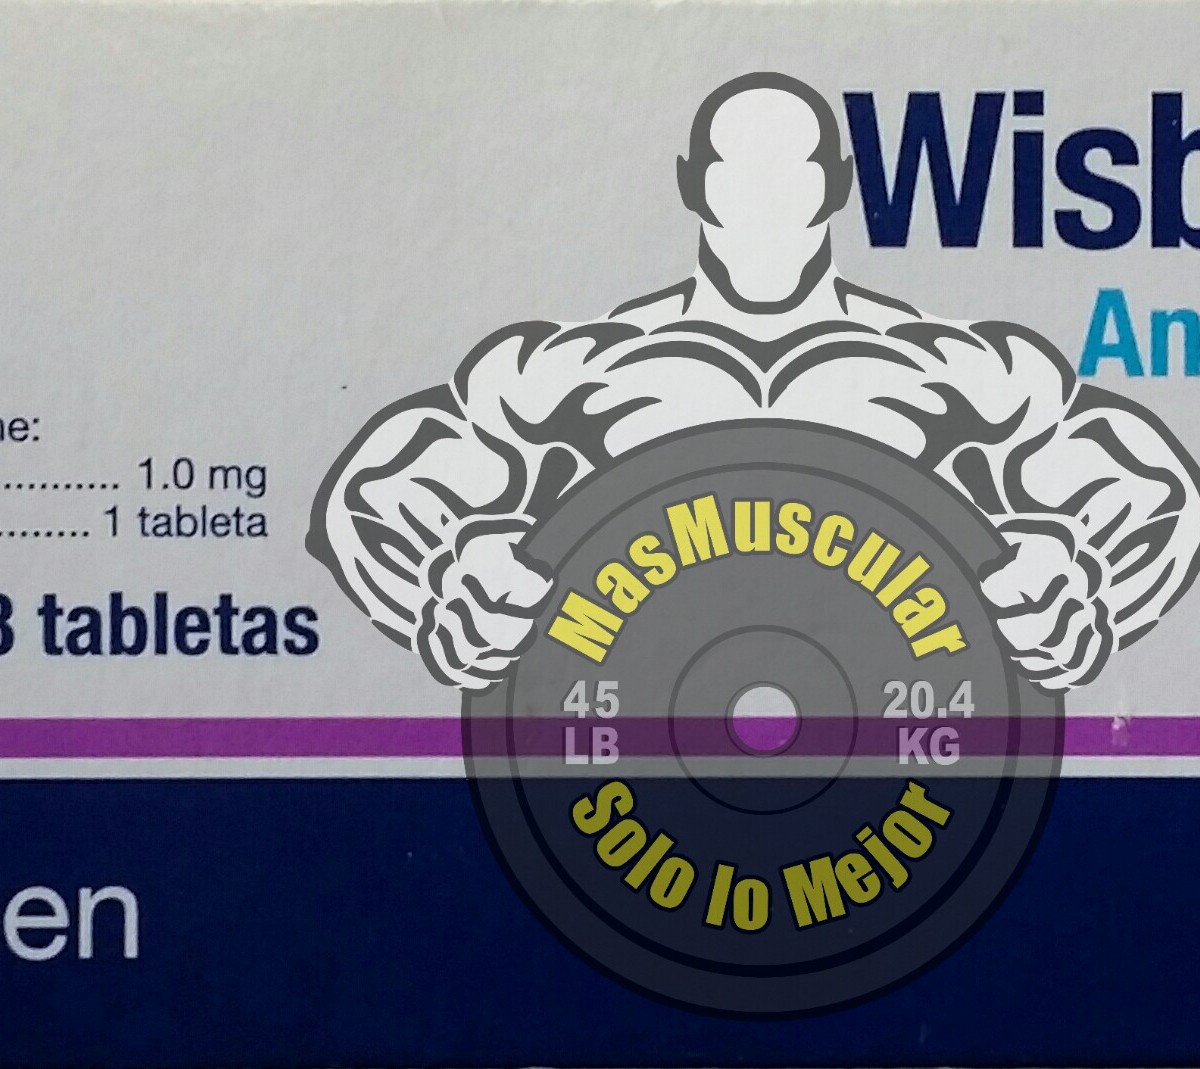 Wisb
An
ne:
........... 1.0 mg
........ 1 tableta
8 tabletas
MasMuscular
45 LB
20.4 KG
Solo lo Mejor
en